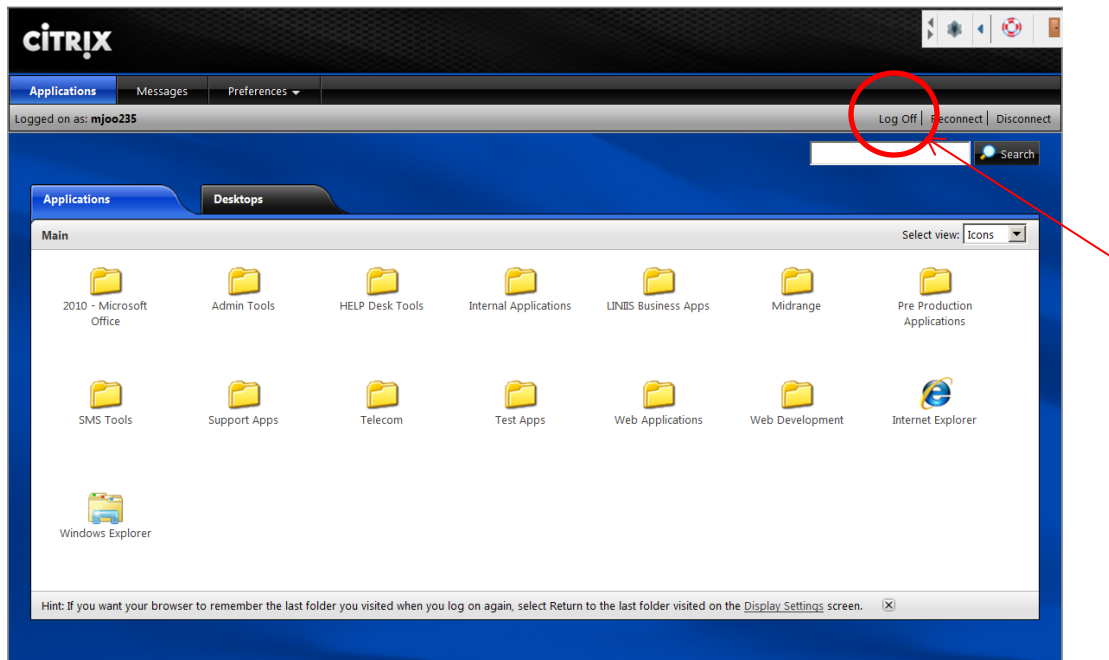 CİTRỊX
Applications Messages Preferences
Logged on as: mjoo235 Log Off | Reconnect | Disconnect
Search
Applications Desktops
Main Select view: Icons
2010 - Microsoft Office
Admin Tools
HELP Desk Tools
Internal Applications
LINIIS Business Apps
Midrange
Pre Production Applications
SMS Tools
Support Apps
Telecom
Test Apps
Web Applications
Web Development
Internet Explorer
Windows Explorer
Hint: If you want your browser to remember the last folder you visited when you log on again, select Return to the last folder visited on the Display Settings screen.